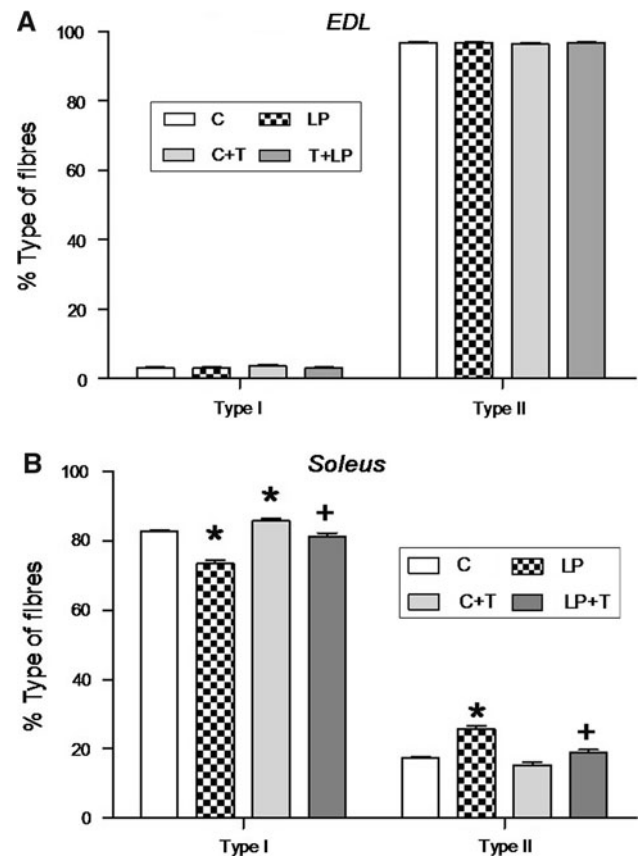 A
EDL
% Type of fibres
100
80
60
40
20
0
C LP
C+T T+LP
Type I Type II
B
Soleus
% Type of fibres
100
80
60
40
20
0
* * +
* +
C LP
C+T LP+T
Type I Type II